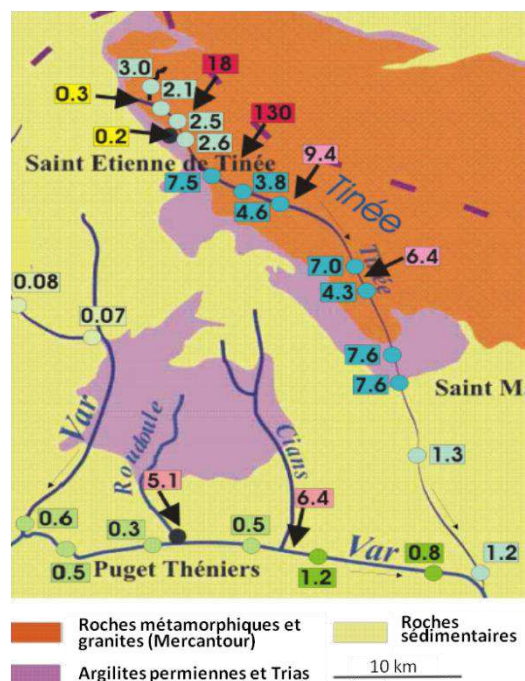 3.0
18
2.1
0.3
2.5
130
0.2
2.6
Saint Etienne de Tinée
9.4
7.5
3.8
Tinée
4.6
Tinée
6.4
7.0
0.08
4.3
0.07
7.6
7.6
Saint M
Var
Roudoule
Cians
1.3
5.1
6.4
0.6
0.3
0.5
Var
0.8
1.2
0.5
Puget Théniers
1.2
Roches métamorphiques et
granites (Mercantour)
Roches
sédimentaires
Argilites permiennes et Trias
10 km